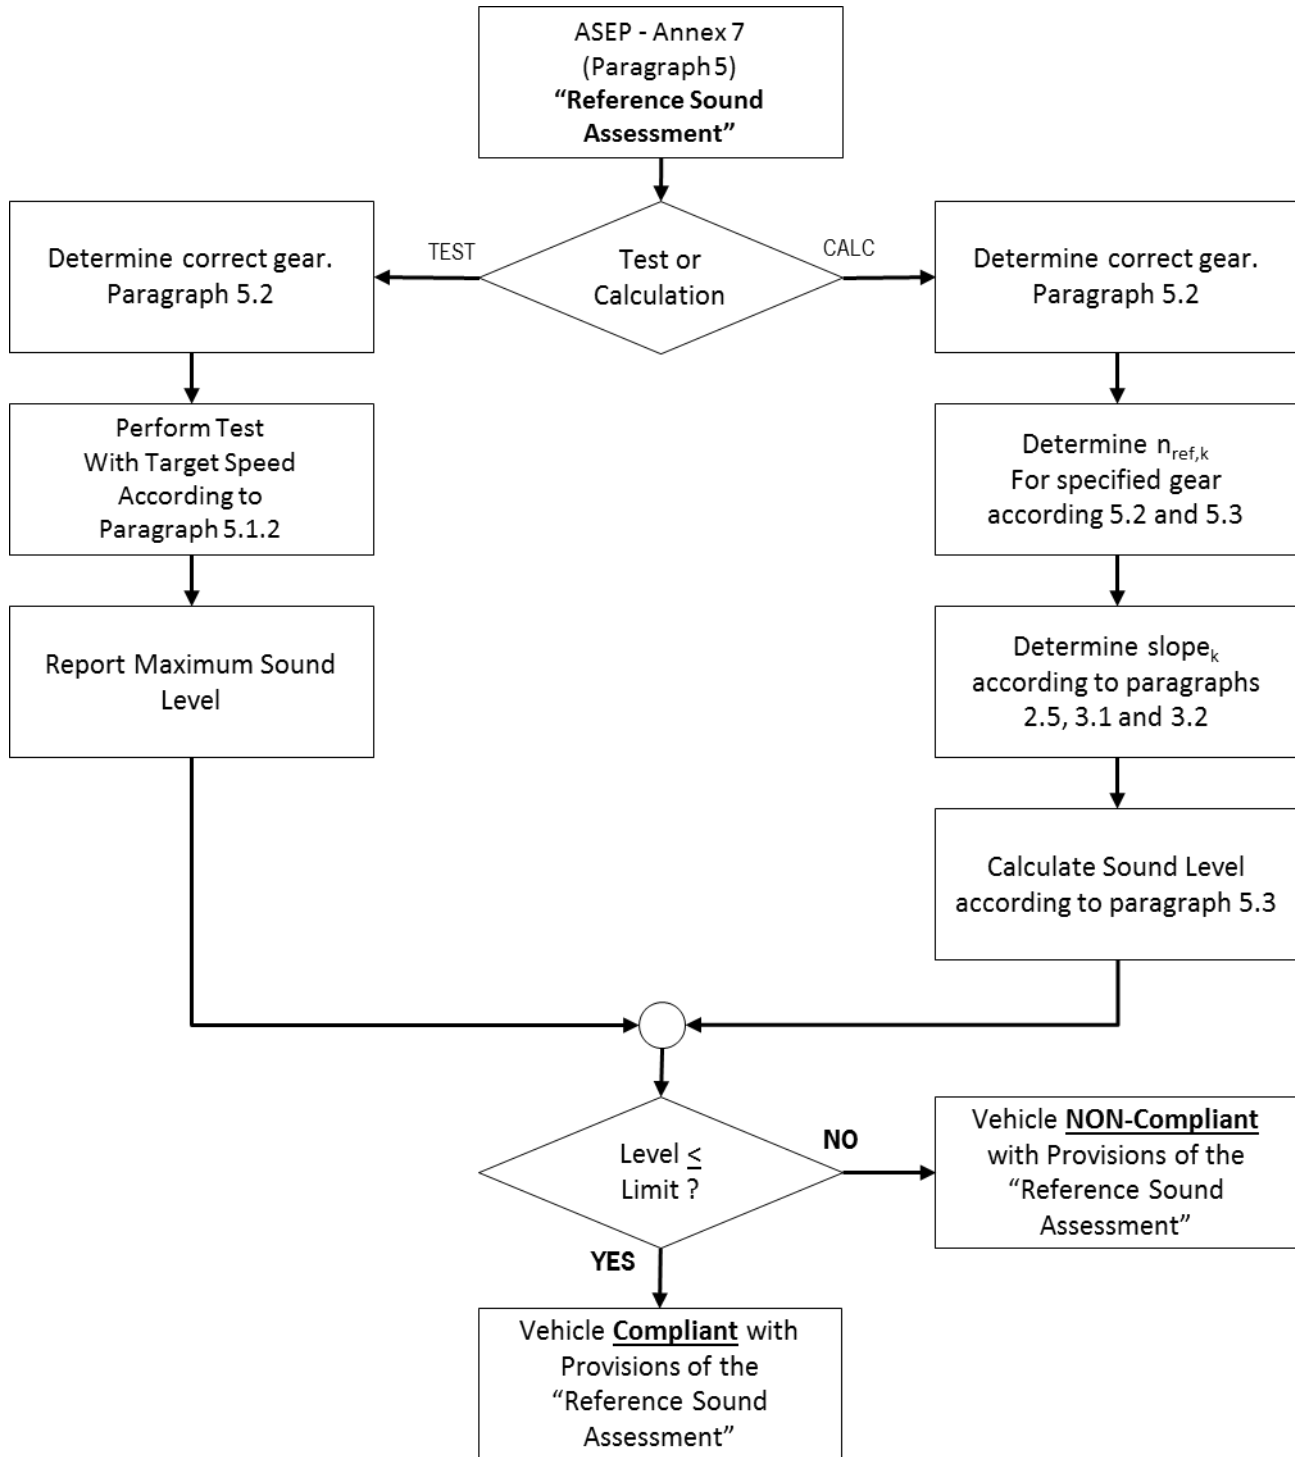 ASEP - Annex 7
(Paragraph 5)
“Reference Sound
Assessment”
TEST
Test or
Calculation
CALC
Determine correct gear.
Paragraph 5.2
Perform Test
With Target Speed
According to
Paragraph 5.1.2
Report Maximum Sound
Level
Determine correct gear.
Paragraph 5.2
Determine nref,k
For specified gear
according 5.2 and 5.3
Determine slopek
according to paragraphs
2.5, 3.1 and 3.2
Calculate Sound Level
according to paragraph 5.3
Level ≤
Limit ?
NO
Vehicle NON-Compliant
with Provisions of the
“Reference Sound
Assessment”
YES
Vehicle Compliant with
Provisions of the
“Reference Sound
Assessment”